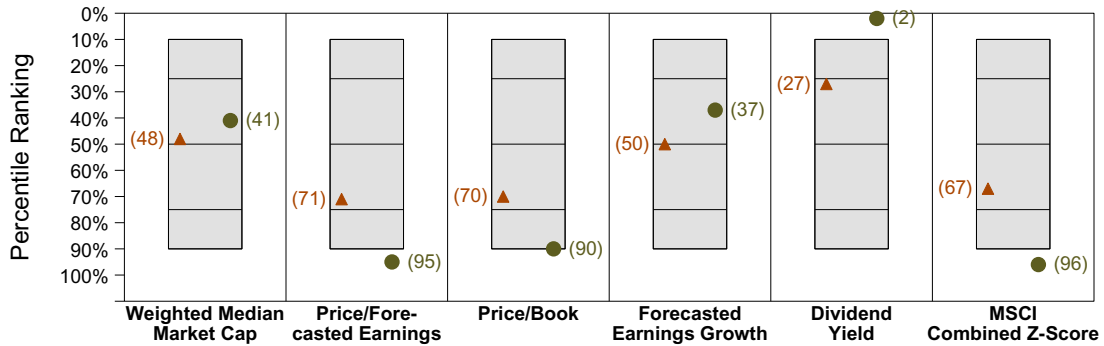 Percentile Ranking
0%
10%
20%
30%
40%
50%
60%
70%
80%
90%
100%
(48)
(41)
(71)
(95)
(70)
(90)
(50)
(37)
(27)
(2)
(67)
(96)
Weighted Median
Market Cap
Price/Fore-
casted Earnings
Price/Book
Forecasted
Earnings Growth
Dividend
Yield
MSCI
Combined Z-Score